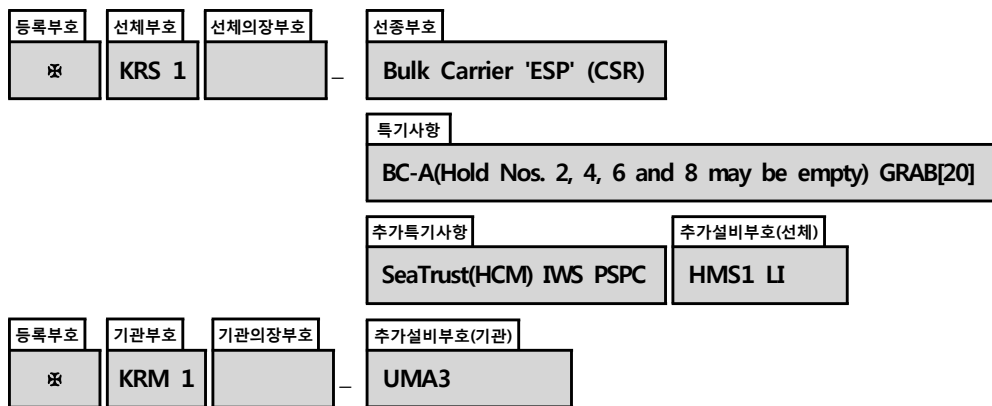 등록부호 선체부호 선체의장부호 선종부호
✠ KRS 1 – Bulk Carrier 'ESP' (CSR)
특기사항
BC-A(Hold Nos. 2, 4, 6 and 8 may be empty) GRAB[20]
추가특기사항 추가설비부호(선체)
SeaTrust(HCM) IWS PSPC HMS1 LI
등록부호 기관부호 기관의장부호 추가설비부호(기관)
✠ KRM 1 – UMA3